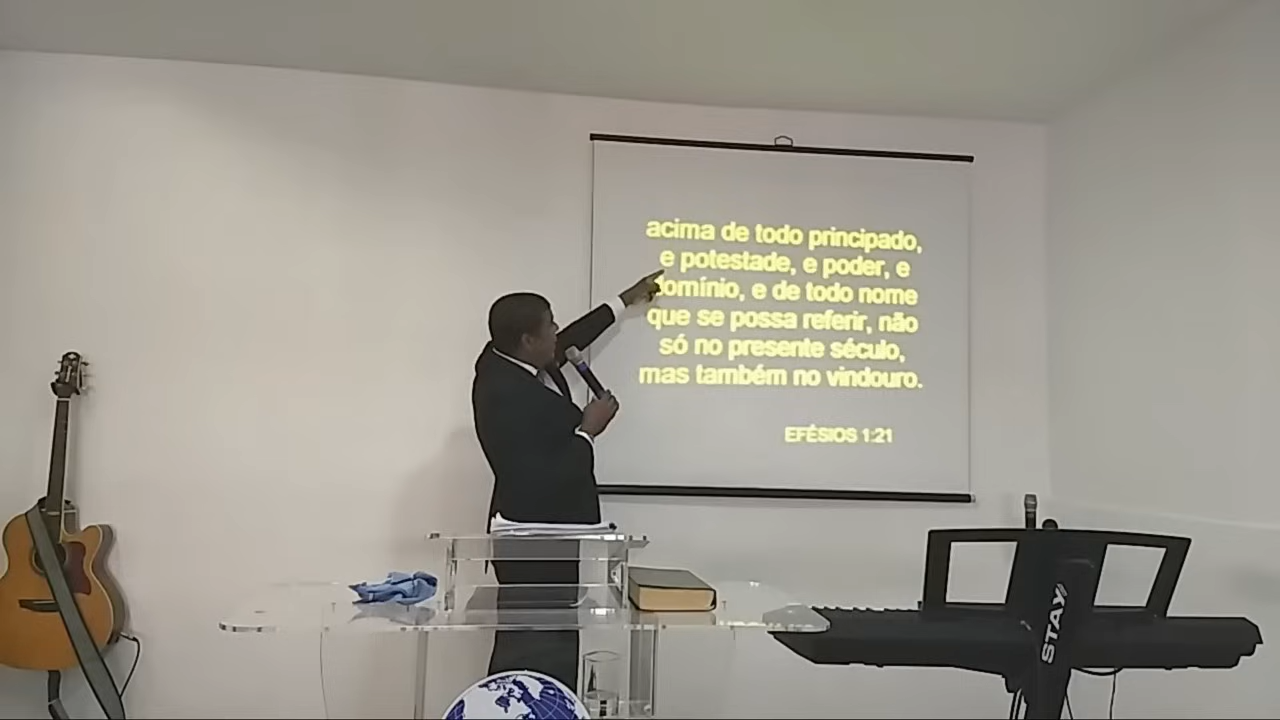 acima de todo principado,
e potestade, e poder, e
domínio, e de todo nome
que se possa referir, não
só no presente século,
mas também no vindouro.
EFÉSIOS 1:21
STAY